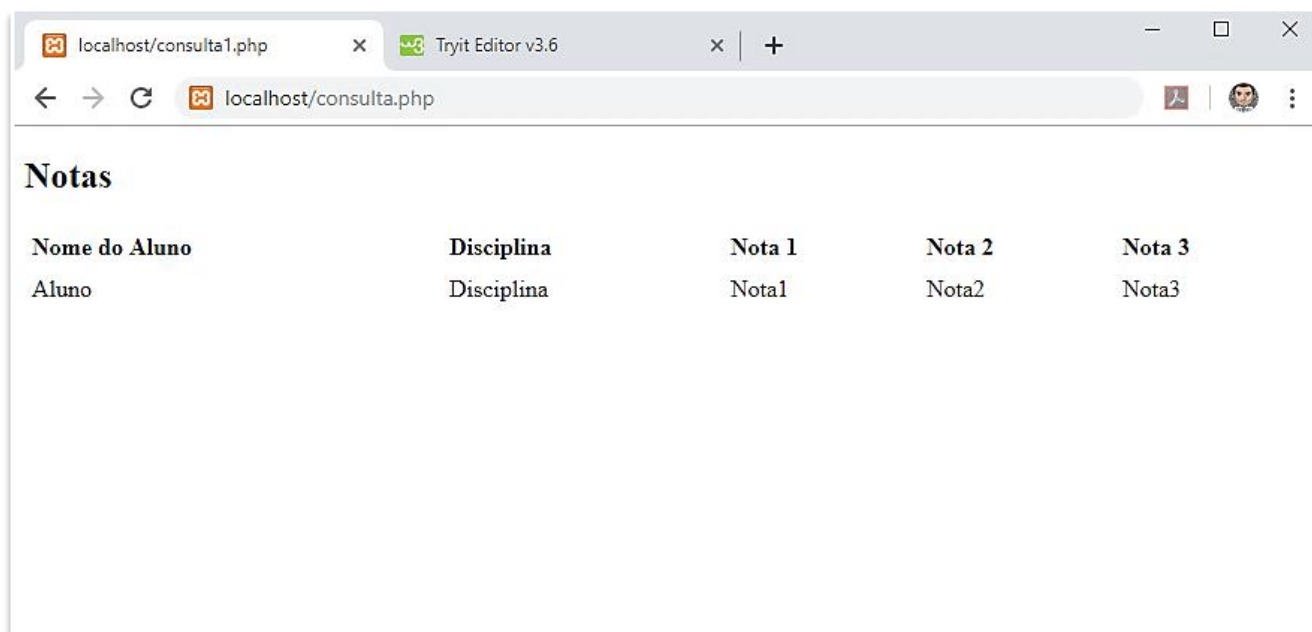 localhost/consulta1.php Tryit Editor v3.6
localhost/consulta.php
Notas
Nome do Aluno Disciplina Nota 1 Nota 2 Nota 3
Aluno Disciplina Nota1 Nota2 Nota3